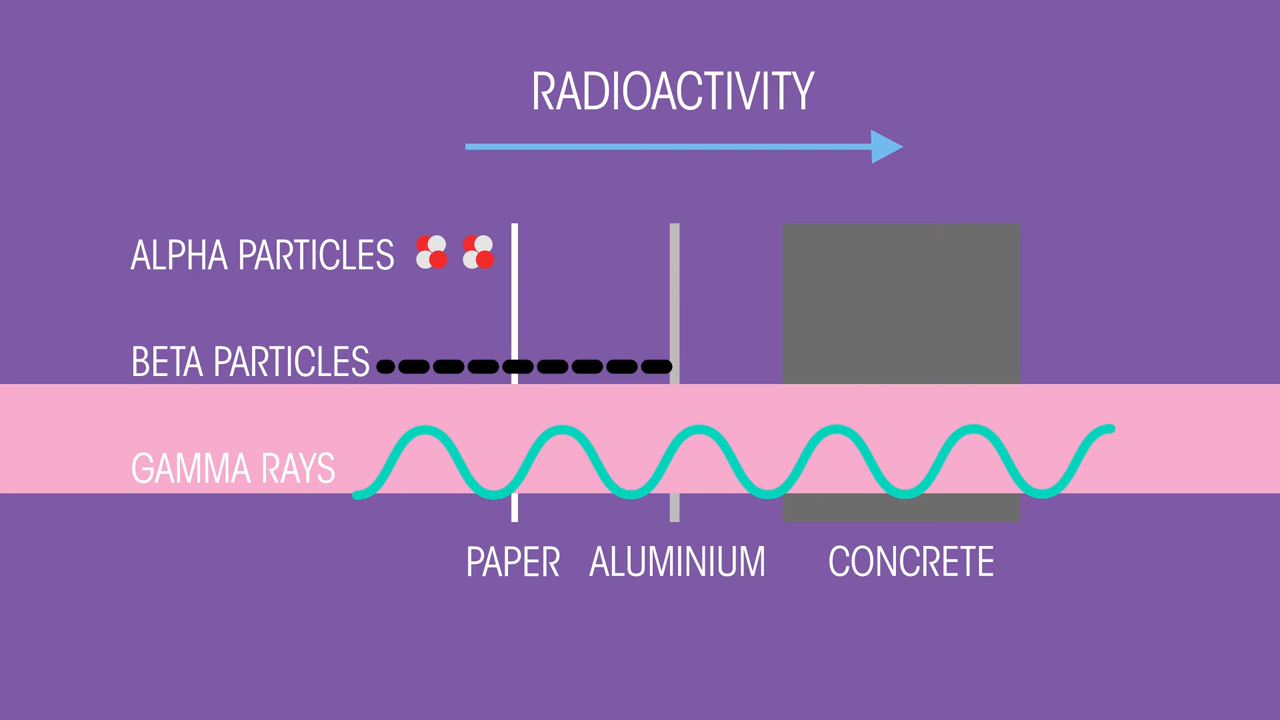 RADIOACTIVITY
ALPHA PARTICLES
BETA PARTICLES
GAMMA RAYS
PAPER ALUMINIUM CONCRETE